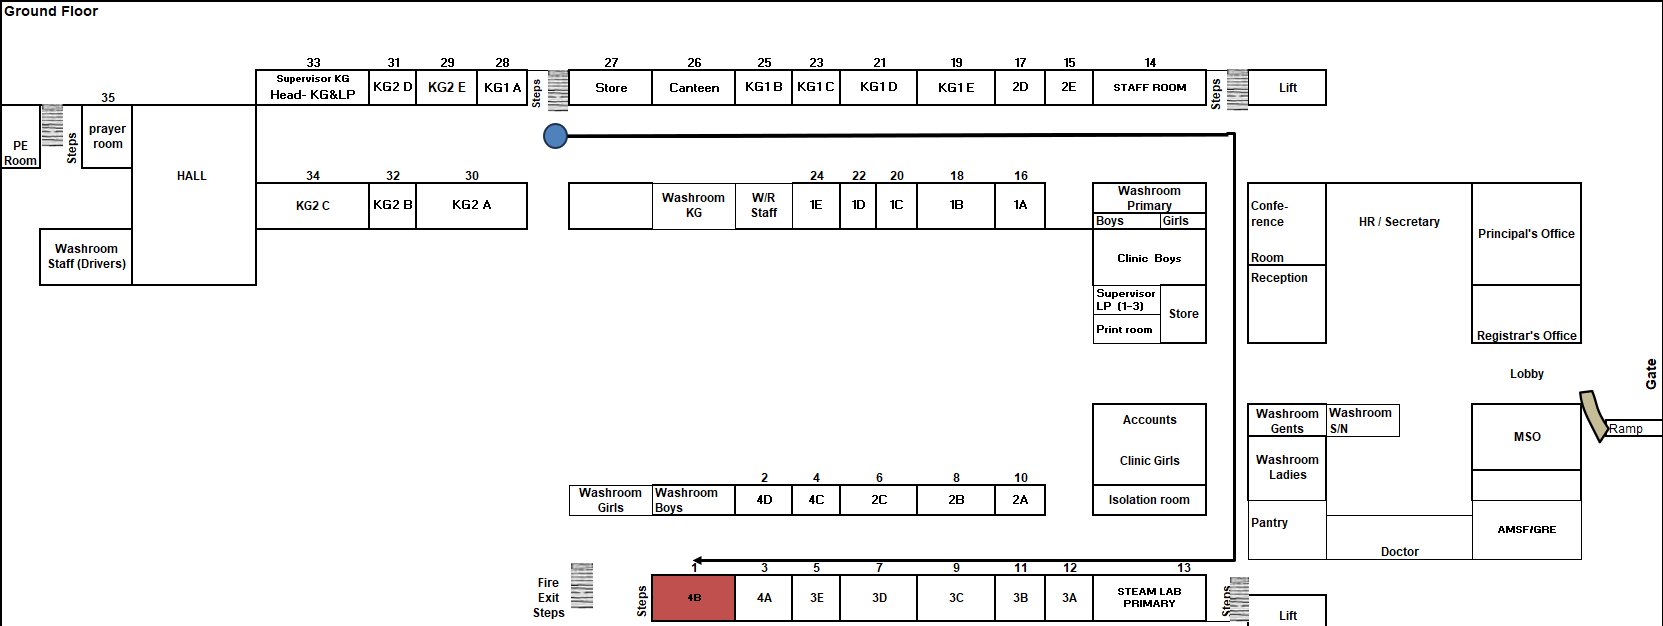 Ground Floor
33 31 29 28 27 26 25 23 21 19 17 15 14
Supervisor KG
Head- KG&LP
KG2 D
KG2 E
KG1 A
Steps
Store
Canteen
KG1 B
KG1 C
KG1 D
KG1 E
2D
2E
STAFF ROOM
Steps
Lift
35
PE
Room
Steps
prayer
room
HALL
34 32 30 24 22 20 18 16
KG2 C
KG2 B
KG2 A
Washroom
KG
W/R
Staff
1E
1D
1C
1B
1A
Washroom
Primary
Boys
Girls
Confe-
rence
Room
HR / Secretary
Principal's Office
Washroom
Staff (Drivers)
Clinic Boys
Reception
Supervisor
LP (1-3)
Store
Print room
Registrar's Office
Lobby
Gate
Accounts
Clinic Girls
Washroom
Gents
Washroom
S/N
MSO
Ramp
Washroom
Ladies
2 4 6 8 10
Washroom
Girls
Washroom
Boys
4D
4C
2C
2B
2A
Isolation room
Pantry
AMSF/GRE
Doctor
1 3 5 7 9 11 12 13
Fire
Exit
Steps
Steps
4B
4A
3E
3D
3C
3B
3A
STEAM LAB
PRIMARY
Steps
Lift